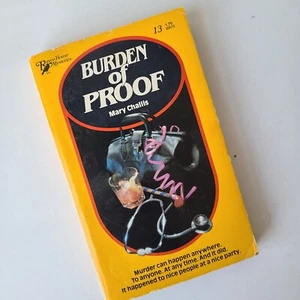 13
BURDEN
of
PROOF
Mary Challis
Murder can happen anywhere.
To anyone. At any time. And it did.
It happened to nice people at a nice party.